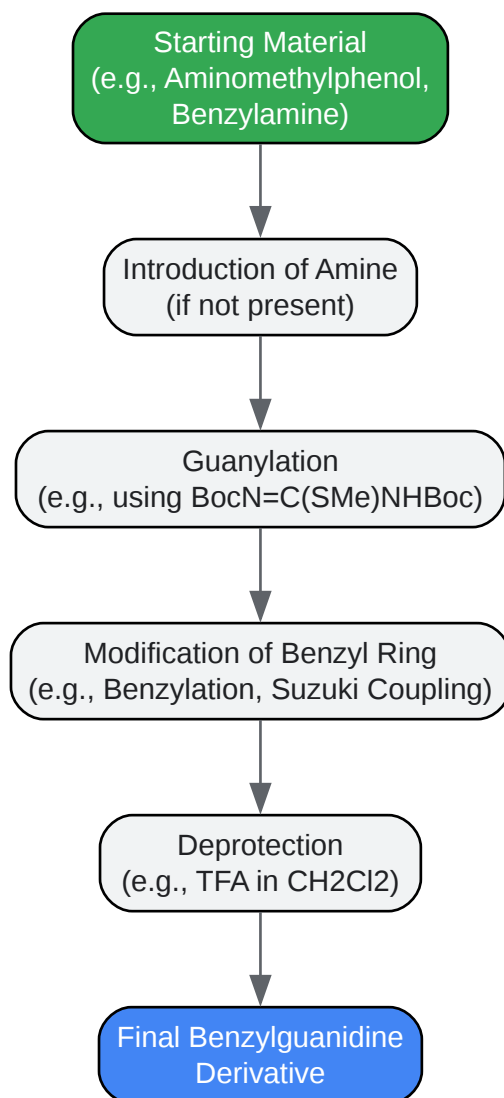 Starting Material
(e.g., Aminomethylphenol,
Benzylamine)
Introduction of Amine
(if not present)
Guanylation
(e.g., using BocN=C(SMe)NHBoc)
Modification of Benzyl Ring
(e.g., Benzylation, Suzuki Coupling)
Deprotection
(e.g., TFA in CH2Cl2)
Final Benzylguanidine
Derivative